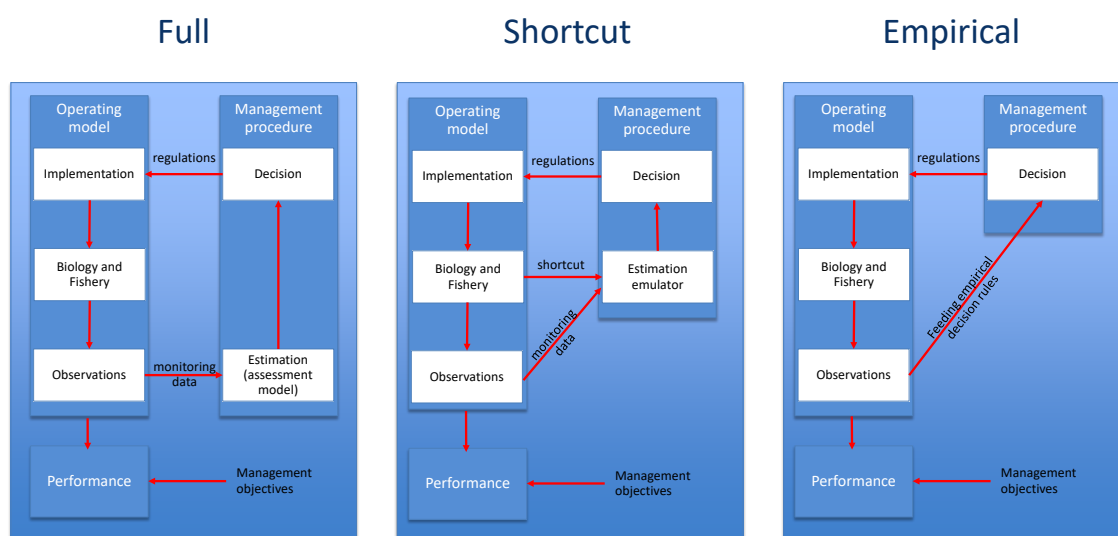 Full
Shortcut
Empirical
Operating
model
Management
procedure
regulations
Implementation
Decision
Biology and
Fishery
Observations
monitoring
data
Estimation
(assessment
model)
Performance
Management
objectives
Operating
model
Management
procedure
regulations
Implementation
Decision
Biology and
Fishery
shortcut
Estimation
emulator
monitoring
data
Observations
Performance
Management
objectives
Operating
model
Management
procedure
regulations
Implementation
Decision
Biology and
Fishery
Feeding empirical
decision rules
Observations
Performance
Management
objectives